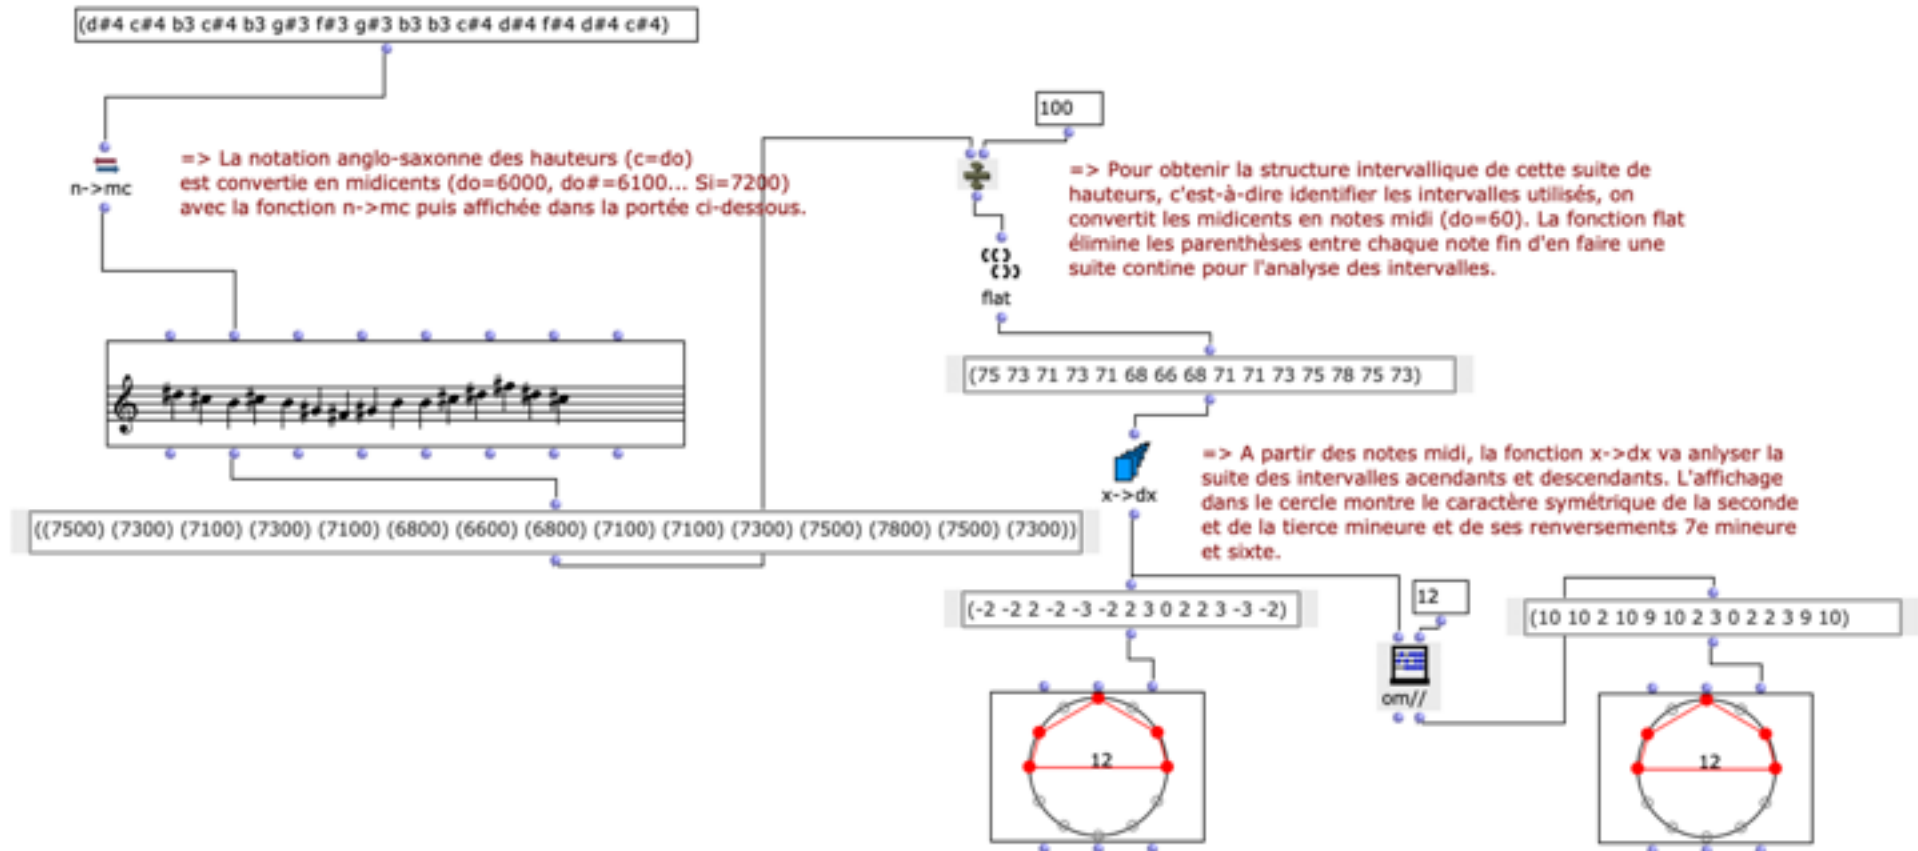 (d#4 c#4 b3 c#4 b3 g#3 f#3 g#3 b3 b3 c#4 d#4 f#4 d#4 c#4)
n->mc
=> La notation anglo-saxonne des hauteurs (c=do)
est convertie en midicents (do=6000, do#=6100... Si=7200)
avec la fonction n->mc puis affichée dans la portée ci-dessous.
((7500) (7300) (7100) (7300) (7100) (6800) (6600) (6800) (7100) (7100) (7300) (7500) (7800) (7500) (7300))
100
=> Pour obtenir la structure intervallique de cette suite de
hauteurs, c'est-à-dire identifier les intervalles utilisés, on
convertit les midicents en notes midi (do=60). La fonction flat
élimine les parenthèses entre chaque note fin d'en faire une
suite contine pour l'analyse des intervalles.
flat
(75 73 71 73 71 68 66 68 71 71 73 75 78 75 73)
x->dx
=> A partir des notes midi, la fonction x->dx va anlyser la
suite des intervalles acendants et descendants. L'affichage
dans le cercle montre le caractère symétrique de la seconde
et de la tierce mineure et de ses renversements 7e mineure
et sixte.
(-2 -2 2 -2 -3 -2 2 3 0 2 2 3 -3 -2)
12
om//
(10 10 2 10 9 10 2 3 0 2 2 3 9 10)
12
12